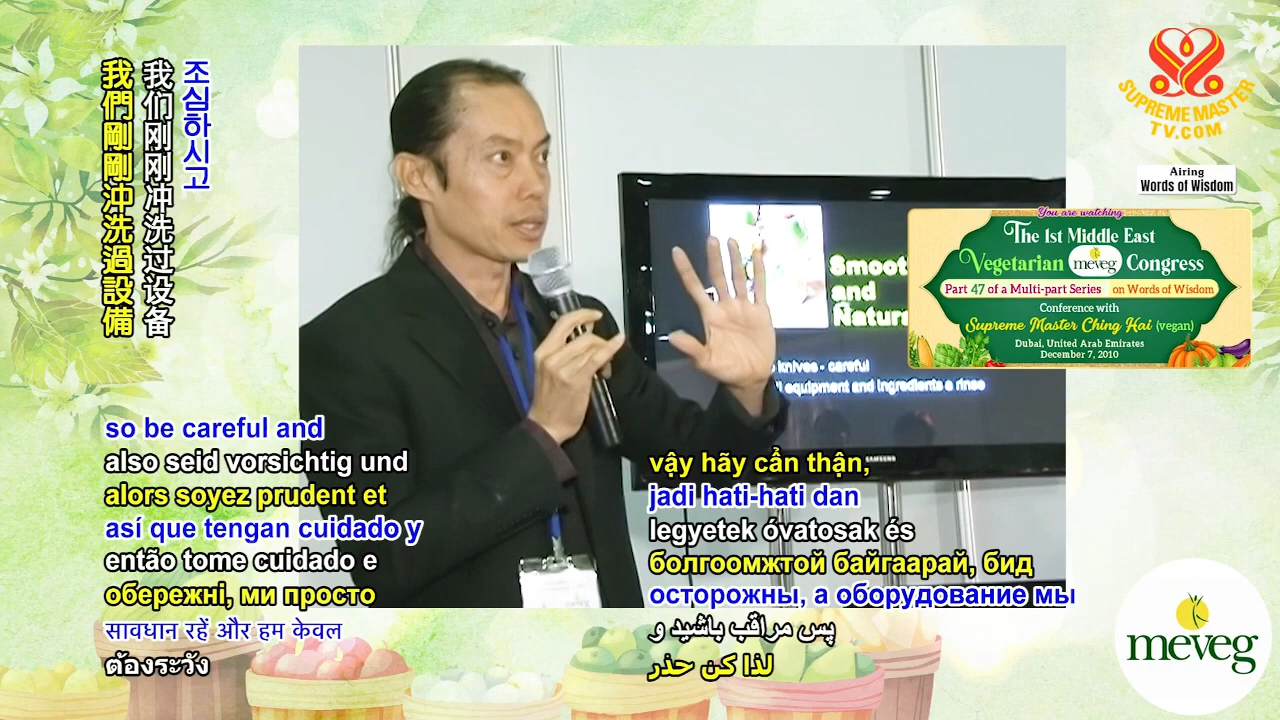 我們剛剛沖洗過設備
我们刚刚冲洗过设备
조심하시고
SUPREME MASTER
TV.COM
Airing
Words of Wisdom
You are watching
The 1st Middle East
Vegetarian meveg Congress
Part 47 of a Multi-part Series on Words of Wisdom
Conference with
Supreme Master Ching Hai (vegan)
Dubai, United Arab Emirates
December 7, 2010
Smoot
and
Natura
knives - careful
equipment and ingredients a rinse
SAMSUNG
so be careful and
also seid vorsichtig und
alors soyez prudent et
así que tengan cuidado y
então tome cuidado e
обережні, ми просто
सावधान रहें और हम केवल
ต้องระวัง
vậy hãy cẩn thận,
jadi hati-hati dan
legyetek óvatosak és
болгоомжтой байгаарай, бид
осторожны, а оборудование мы
پس مراقب باشید و
لذا كن حذر
meveg